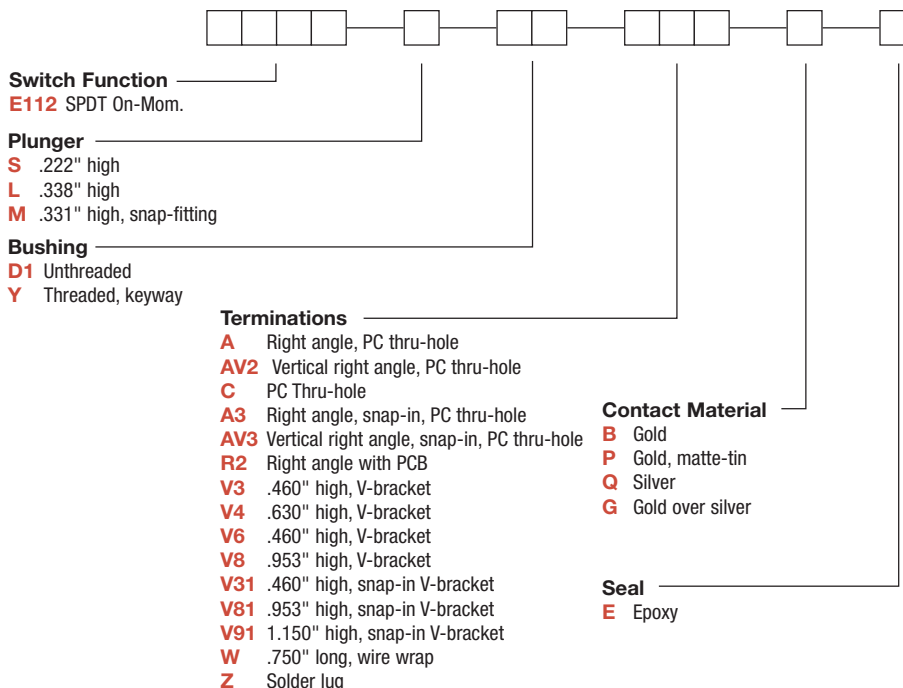 Switch Function
E112 SPDT On-Mom.
Plunger
S .222" high
L .338" high
M .331" high, snap-fitting
Bushing
D1 Unthreaded
Y Threaded, keyway
Terminations
A Right angle, PC thru-hole
AV2 Vertical right angle, PC thru-hole
C PC Thru-hole
A3 Right angle, snap-in, PC thru-hole
AV3 Vertical right angle, snap-in, PC thru-hole
R2 Right angle with PCB
V3 .460" high, V-bracket
V4 .630" high, V-bracket
V6 .460" high, V-bracket
V8 .953" high, V-bracket
V31 .460" high, snap-in V-bracket
V81 .953" high, snap-in V-bracket
V91 1.150" high, snap-in V-bracket
W .750" long, wire wrap
Z Solder lug
Contact Material
B Gold
P Gold, matte-tin
Q Silver
G Gold over silver
Seal
E Epoxy